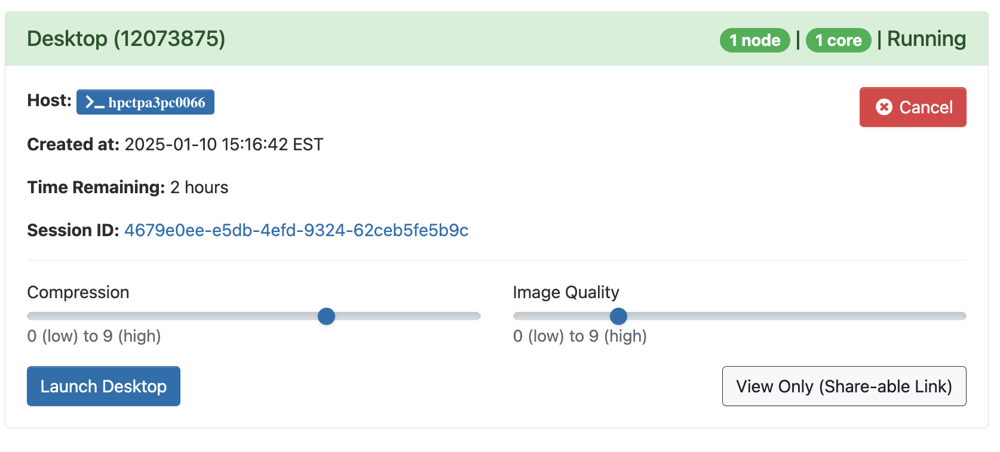 Desktop (12073875)
1 node | 1 core | Running
Host: >_ hpctpa3pc0066
Cancel
Created at: 2025-01-10 15:16:42 EST
Time Remaining: 2 hours
Session ID: 4679e0ee-e5db-4efd-9324-62ceb5fe5b9c
Compression
0 (low) to 9 (high)
Image Quality
0 (low) to 9 (high)
Launch Desktop
View Only (Share-able Link)